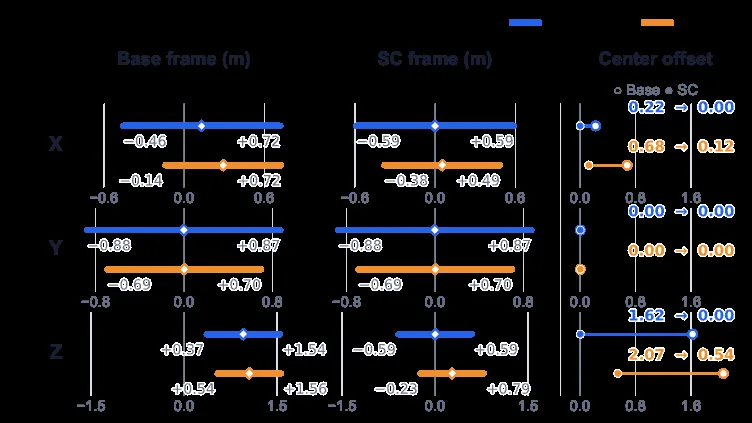 Base frame (m) SC frame (m) Center offset
Base SC
X
−0.46 +0.72 −0.59 +0.59 0.22 → 0.00
−0.14 +0.72 −0.38 +0.49 0.68 → 0.12
−0.6 0.0 0.6 −0.6 0.0 0.6 0.0 0.8 1.6
Y
−0.88 +0.87 −0.88 +0.87 0.00 → 0.00
−0.69 +0.70 −0.69 +0.70 0.00 → 0.00
−0.8 0.0 0.8 −0.8 0.0 0.8 0.0 0.8 1.6
Z
+0.37 +1.54 −0.59 +0.59 1.62 → 0.00
+0.54 +1.56 −0.23 +0.79 2.07 → 0.54
−1.5 0.0 1.5 −1.5 0.0 1.5 0.0 0.8 1.6